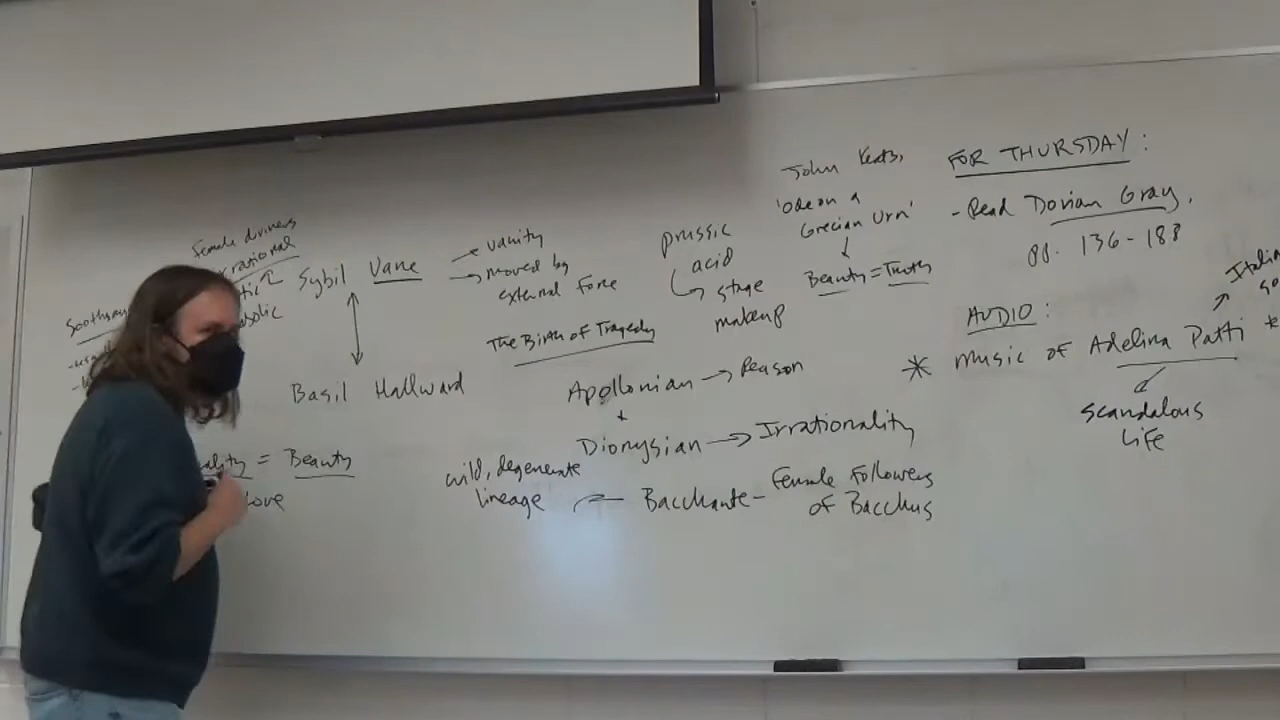 Female diviners
irrational
Sooths
Sybil Vane
vanity
moved by
external force
Basil Hallward
= Beauty
love
The Birth of Tragedy
Apollonian → Reason
+
Dionysian → Irrationality
wild, degenerate
lineage
Bacchante - Female Followers
of Bacchus
prussic
acid
stage
makeup
John Keats,
'Ode on a
Grecian Urn'
Beauty = Truth
FOR THURSDAY:
- Read Dorian Gray,
pp. 136-188
AUDIO:
* music of Adelina Patti *
scandalous
life